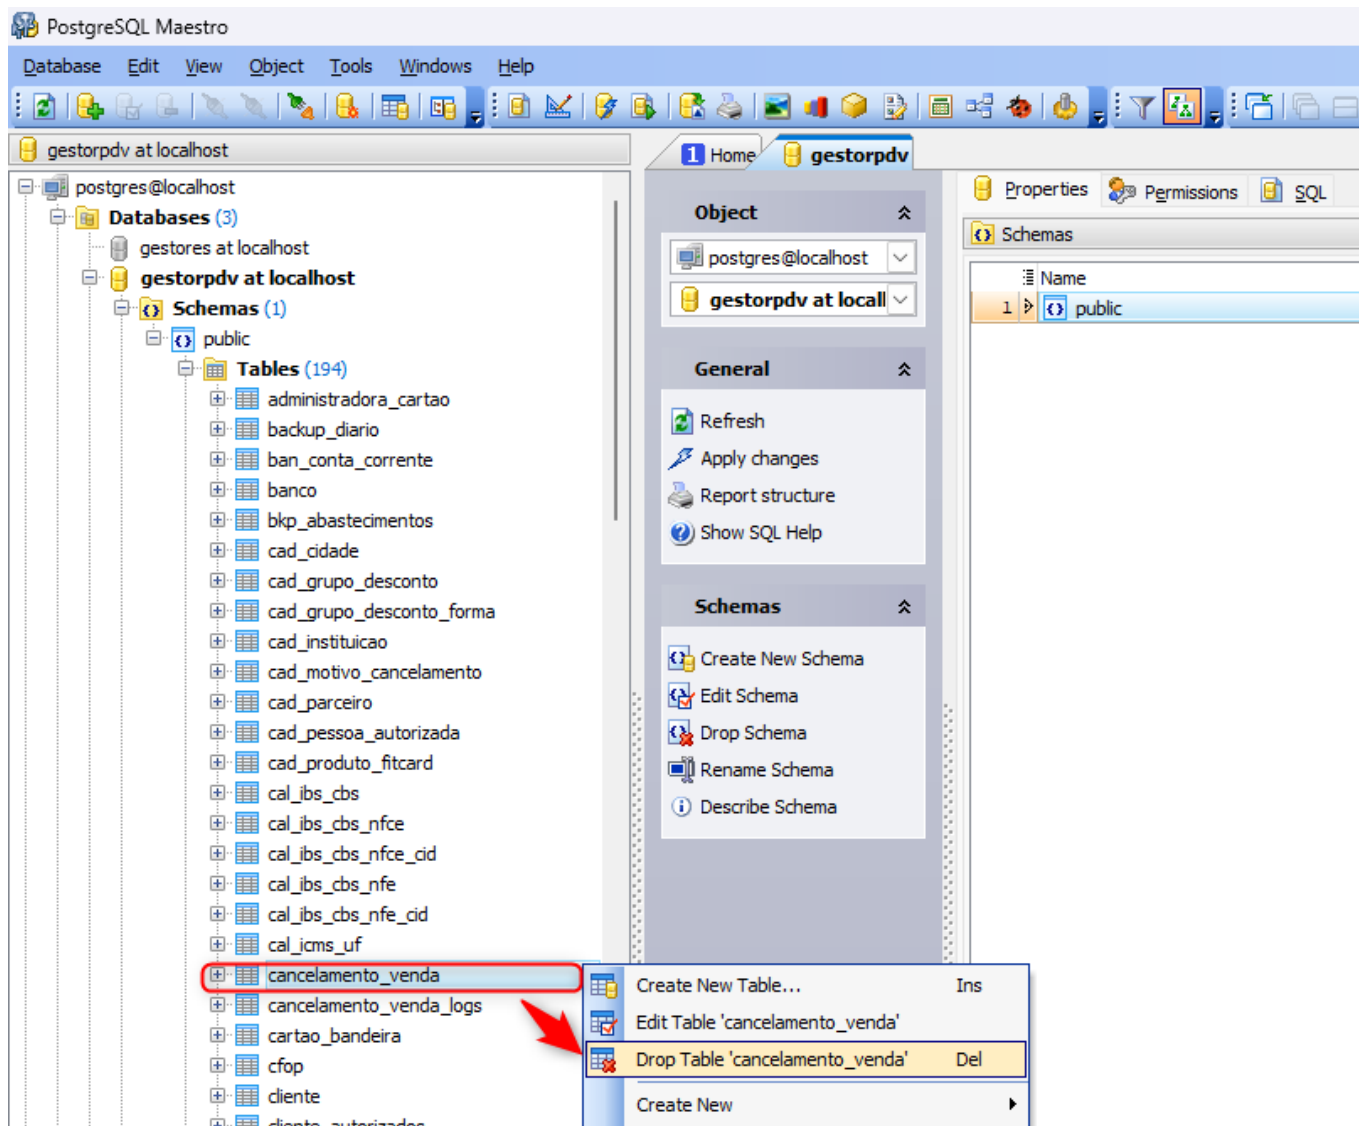 PostgreSQL Maestro
Database Edit View Object Tools Windows Help
gestorpdv at localhost
1 Home gestorpdv
postgres@localhost
Databases (3)
gestores at localhost
gestorpdv at localhost
Schemas (1)
public
Tables (194)
administradora_cartao
backup_diario
ban_conta_corrente
banco
bkp_abastecimentos
cad_cidade
cad_grupo_desconto
cad_grupo_desconto_forma
cad_instituicao
cad_motivo_cancelamento
cad_parceiro
cad_pessoa_autorizada
cad_produto_fitcard
cal_ibs_cbs
cal_ibs_cbs_nfce
cal_ibs_cbs_nfce_cid
cal_ibs_cbs_nfe
cal_ibs_cbs_nfe_cid
cal_icms_uf
cancelamento_venda
cancelamento_venda_logs
cartao_bandeira
cfop
cliente
cliente_autorizados
Object
postgres@localhost
gestorpdv at locall
General
Refresh
Apply changes
Report structure
Show SQL Help
Schemas
Create New Schema
Edit Schema
Drop Schema
Rename Schema
Describe Schema
Properties Permissions SQL
Schemas
Name
1 public
Create New Table... Ins
Edit Table 'cancelamento_venda'
Drop Table 'cancelamento_venda' Del
Create New